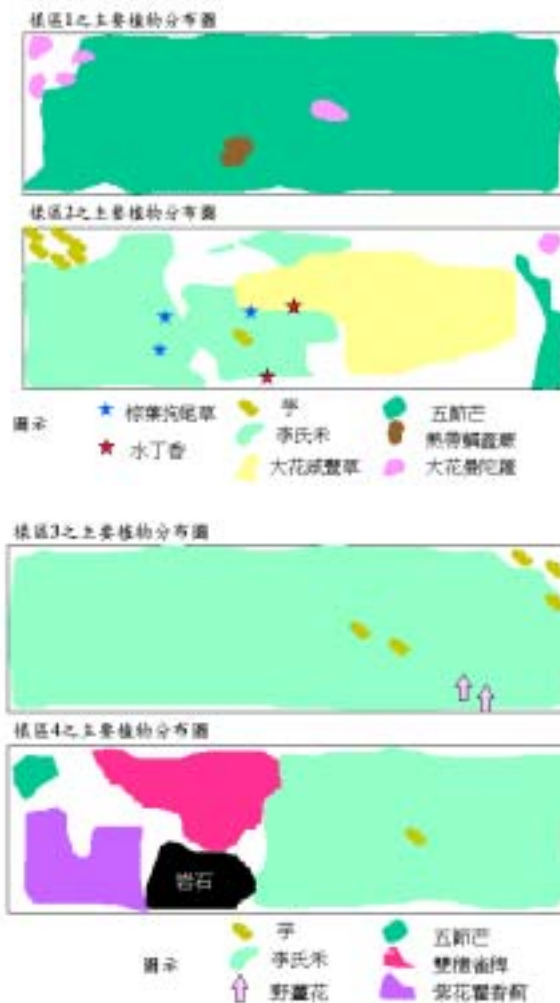 樣區1之主要植物分布圖
樣區2之主要植物分布圖
圖示
棕葉狗尾草
芋
五節芒
水丁香
李氏禾
熱帶鱗蓋蕨
大花咸豐草
大花曼陀羅
樣區3之主要植物分布圖
樣區4之主要植物分布圖
岩石
圖示
芋
五節芒
李氏禾
雙穗雀稗
野薑花
紫花藿香薊